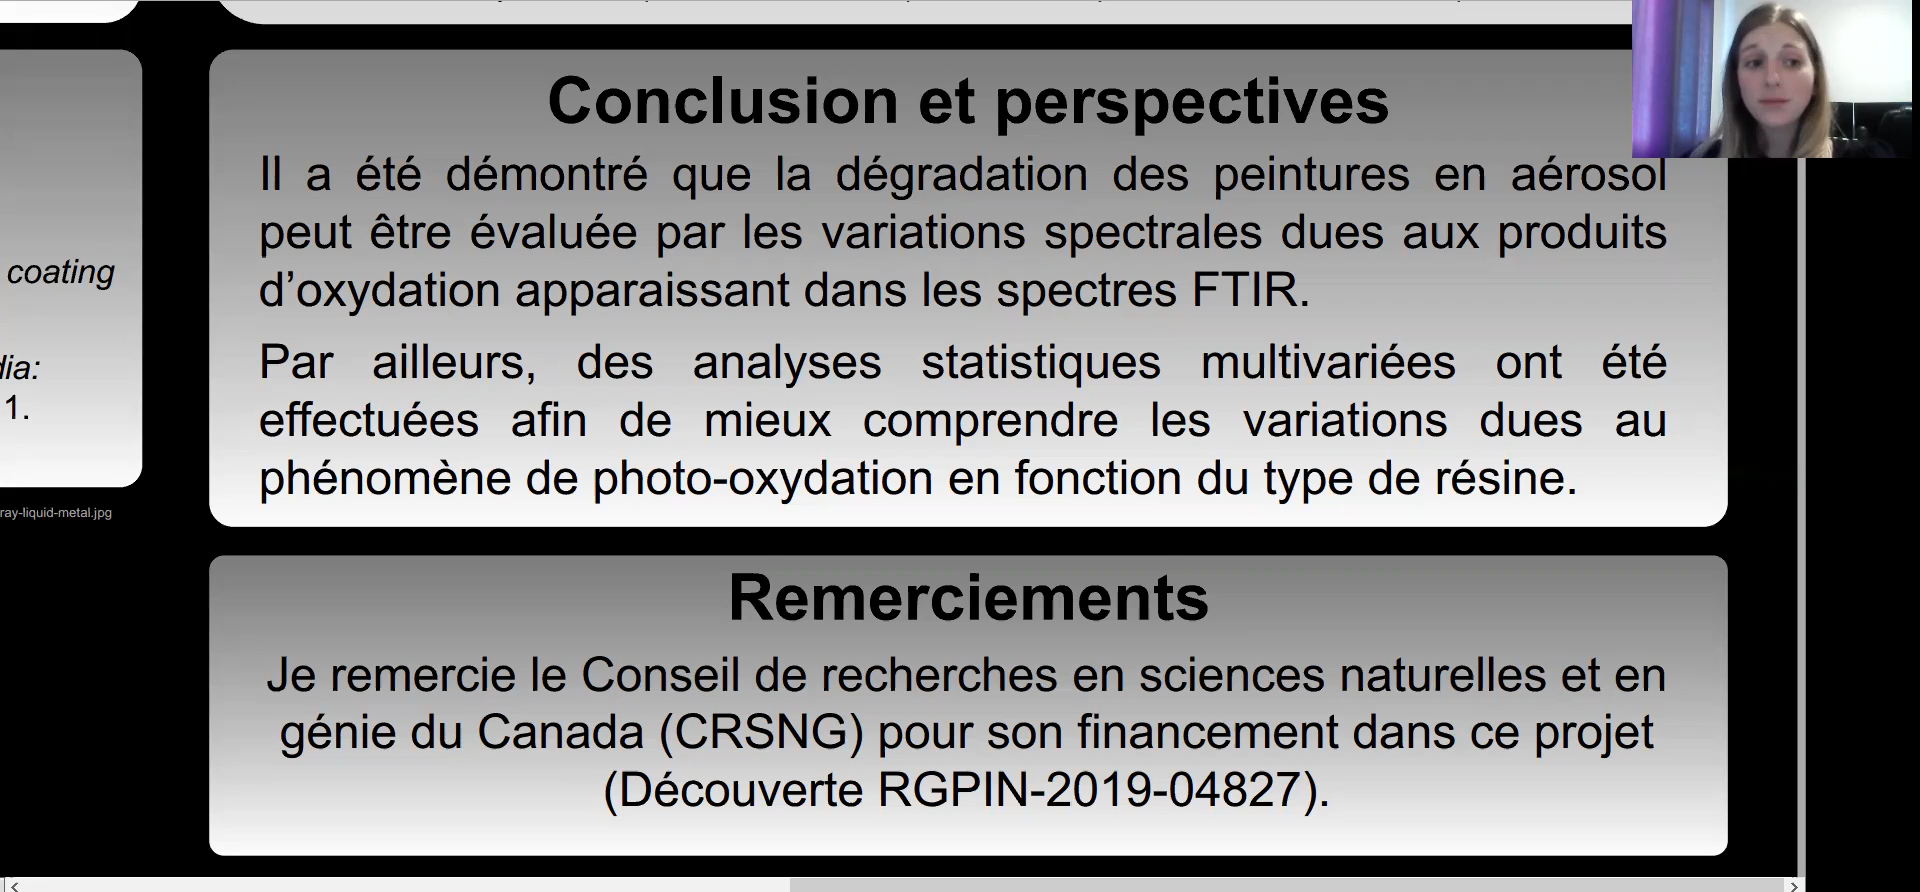 coating
dia:
1.
ray-liquid-metal.jpg
Conclusion et perspectives
Il a été démontré que la dégradation des peintures en aérosol
peut être évaluée par les variations spectrales dues aux produits
d’oxydation apparaissant dans les spectres FTIR.
Par ailleurs, des analyses statistiques multivariées ont été
effectuées afin de mieux comprendre les variations dues au
phénomène de photo-oxydation en fonction du type de résine.
Remerciements
Je remercie le Conseil de recherches en sciences naturelles et en
génie du Canada (CRSNG) pour son financement dans ce projet
(Découverte RGPIN-2019-04827).